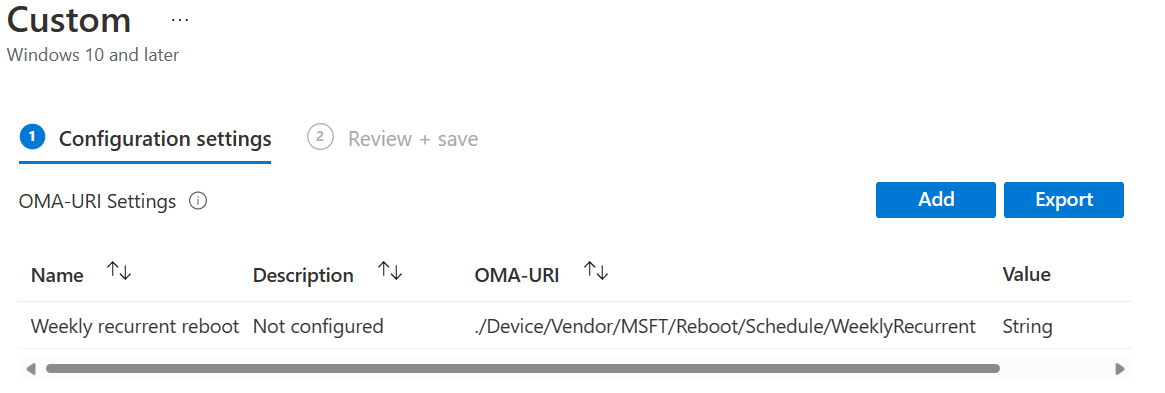 Custom ...
Windows 10 and later
1 Configuration settings 2 Review + save
OMA-URI Settings Add Export
Name Description OMA-URI Value
Weekly recurrent reboot Not configured ./Device/Vendor/MSFT/Reboot/Schedule/WeeklyRecurrent String